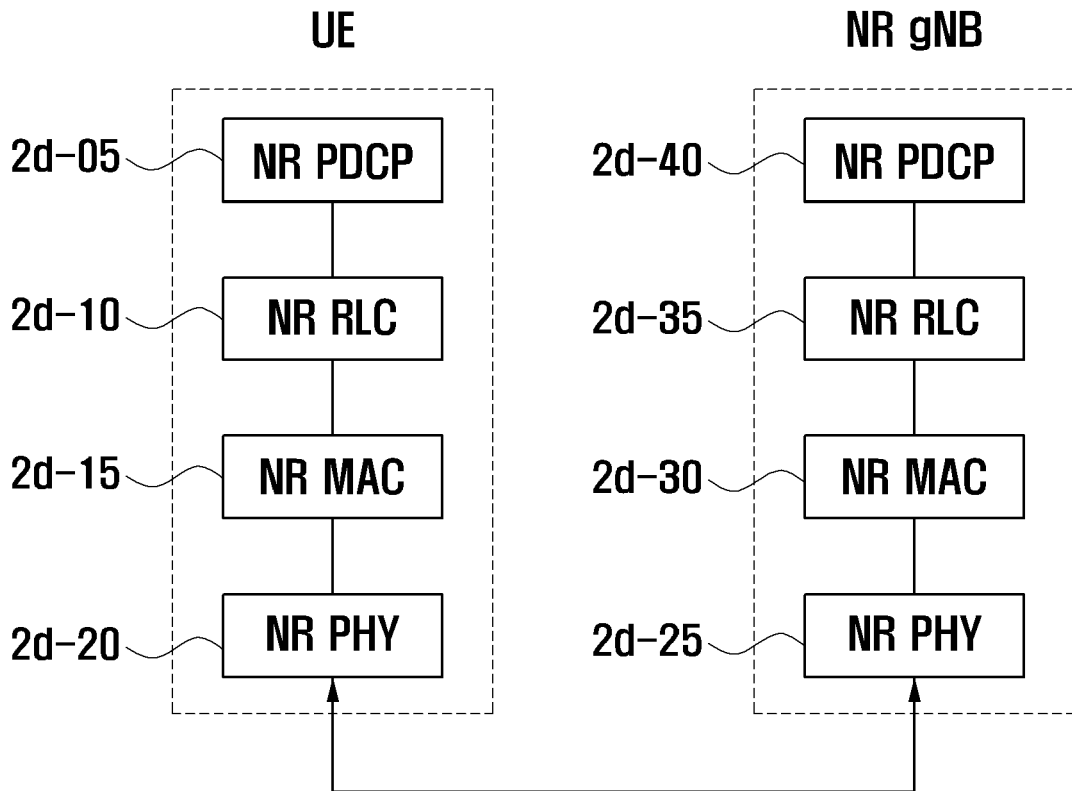 UE
NR gNB
2d-05
NR PDCP
2d-40
NR PDCP
2d-10
NR RLC
2d-35
NR RLC
2d-15
NR MAC
2d-30
NR MAC
2d-20
NR PHY
2d-25
NR PHY